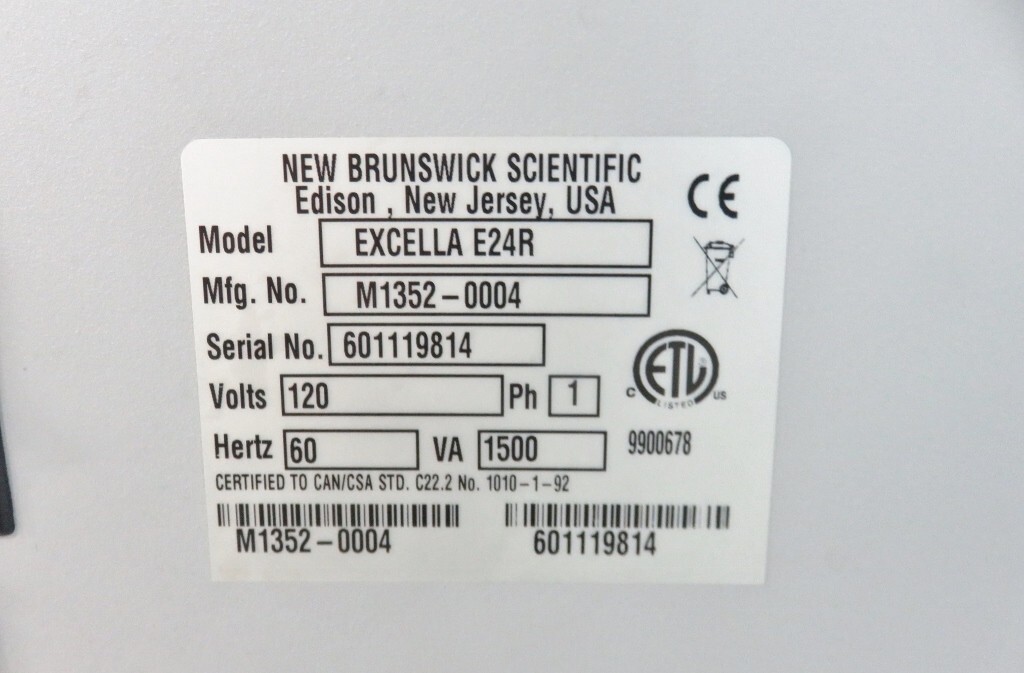 NEW BRUNSWICK SCIENTIFIC
Edison , New Jersey, USA
CE
Model EXCELLA E24R
Mfg. No. M1352-0004
Serial No. 601119814
Volts 120 Ph 1
ETL
C LISTED US
Hertz 60 VA 1500 9900678
CERTIFIED TO CAN/CSA STD. C22.2 No. 1010-1-92
M1352-0004 601119814